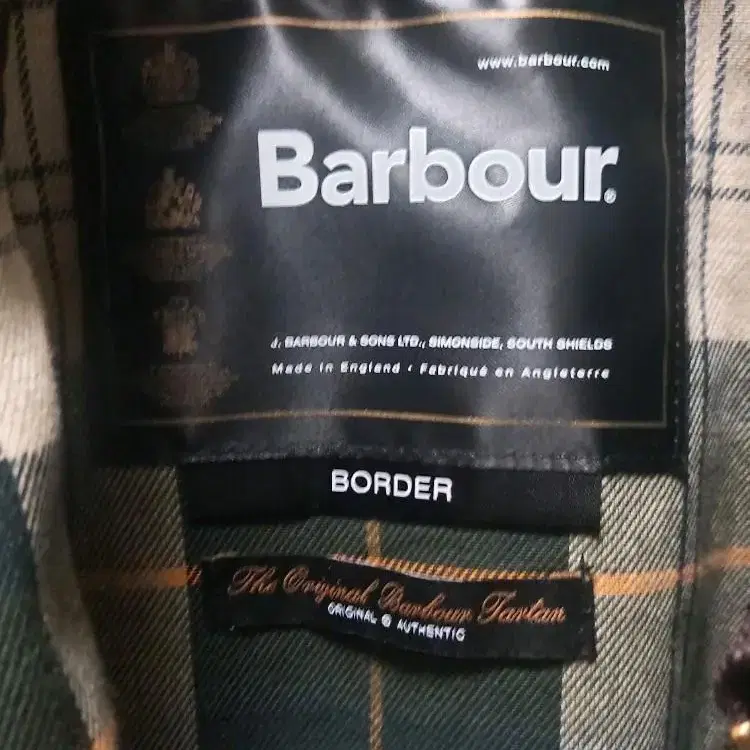 www.barbour.com
Barbour®
J. BARBOUR & SONS LTD., SIMONSIDE, SOUTH SHIELDS
Made in England · Fabriqué en Angleterre
BORDER
The Original Barbour Tartan
ORIGINAL & AUTHENTIC